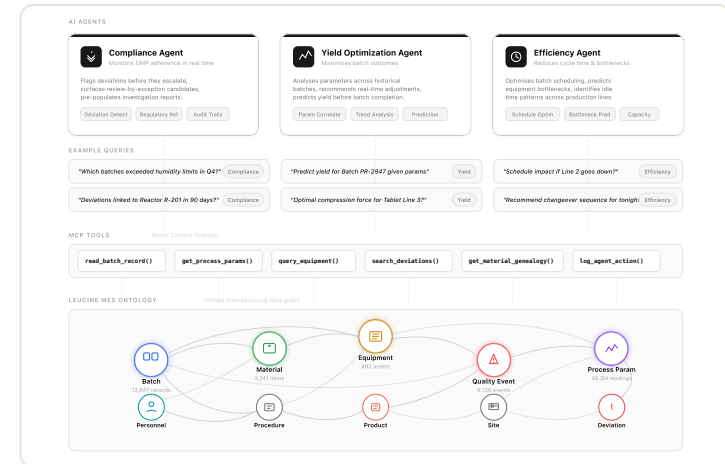 AI AGENTS
Compliance Agent
Monitors GMP adherence in real time
Flags deviations before they escalate,
surfaces review-by-exception candidates,
pre-populates investigation reports.
Deviation Detect
Regulatory Ref
Audit Trails
Yield Optimization Agent
Maximises batch outcomes
Analyses parameters across historical
batches, recommends real-time adjustments,
predicts yield before batch completion.
Param Correlate
Trend Analysis
Prediction
Efficiency Agent
Reduces cycle time & bottlenecks
Optimises batch scheduling, predicts
equipment bottlenecks, identifies idle
time patterns across production lines.
Schedule Optim
Bottleneck Pred
Capacity
EXAMPLE QUERIES
"Which batches exceeded humidity limits in Q4?"
Compliance
"Predict yield for Batch PR-2847 given params"
Yield
"Schedule impact if Line 2 goes down?"
Efficiency
"Deviations linked to Reactor R-201 in 90 days?"
Compliance
"Optimal compression force for Tablet Line 3?"
Yield
"Recommend changeover sequence for tonight
Efficiency
MCP TOOLS
Model Context Protocol
read_batch_record()
get_process_params()
query_equipment()
search_deviations()
get_material_genealogy()
log_agent_action()
LEUCINE MES ONTOLOGY
Unified manufacturing data graph
Batch
12,847 records
Material
3,241 items
Equipment
892 assets
Quality Event
6,120 events
Process Param
48.3M readings
Personnel
Procedure
Product
Site
Deviation